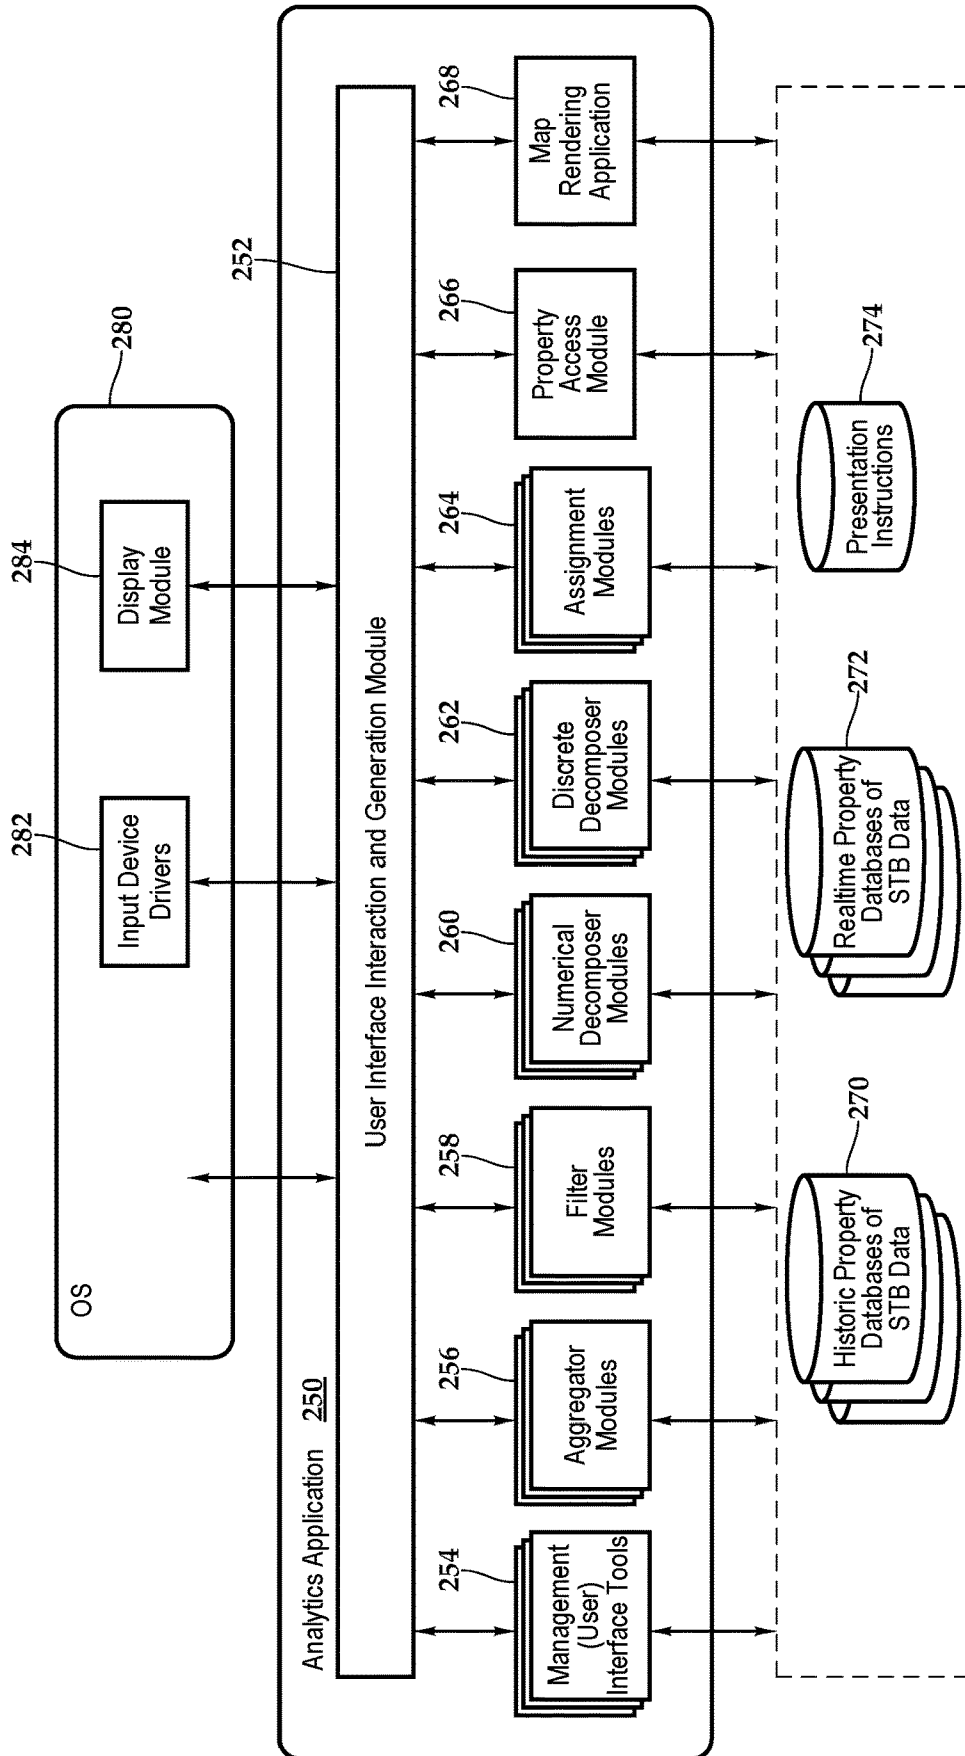 280
OS
282
Input Device
Drivers
284
Display
Module
Analytics Application 250
252
User Interface Interaction and Generation Module
254
Management
(User)
Interface Tools
256
Aggregator
Modules
258
Filter
Modules
260
Numerical
Decomposer
Modules
262
Discrete
Decomposer
Modules
264
Assignment
Modules
266
Property
Access
Module
268
Map
Rendering
Application
270
Historic Property
Databases of
STB Data
272
Realtime Property
Databases of
STB Data
274
Presentation
Instructions